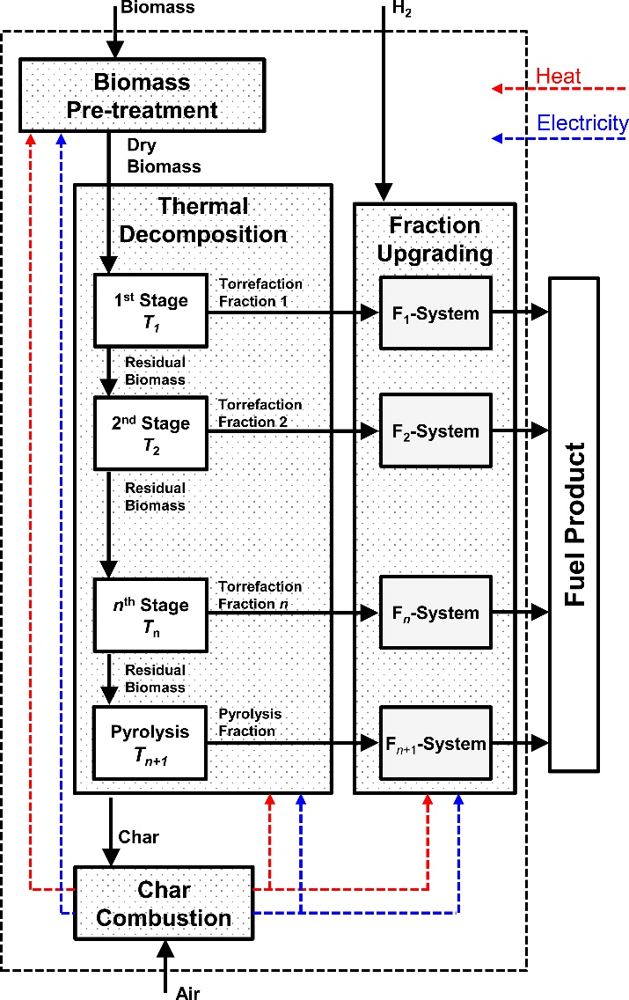 Biomass
H₂
Biomass
Pre-treatment
Heat
Electricity
Dry
Biomass
Thermal
Decomposition
Fraction
Upgrading
1st Stage
T1
Torrefaction
Fraction 1
F1-System
Residual
Biomass
2nd Stage
T2
Torrefaction
Fraction 2
F2-System
Residual
Biomass
nth Stage
Tn
Torrefaction
Fraction n
Fn-System
Residual
Biomass
Pyrolysis
Tn+1
Pyrolysis
Fraction
Fn+1-System
Fuel Product
Char
Char
Combustion
Air